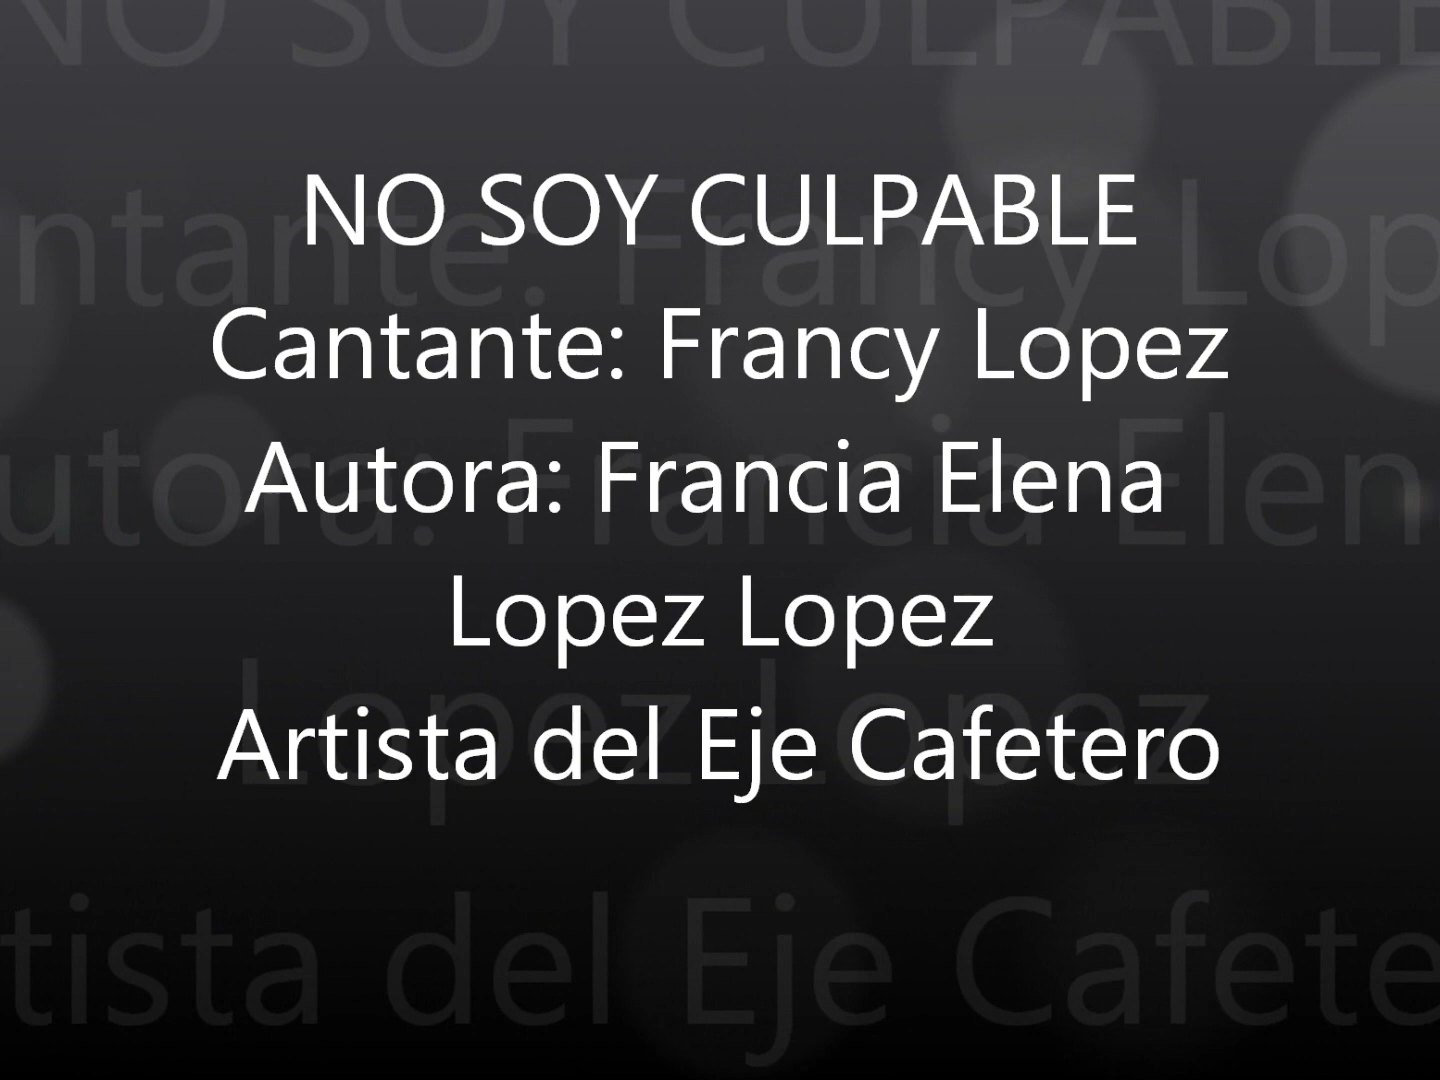 NO SOY CULPABLE
Cantante: Francy Lopez
Autora: Francia Elena
Lopez Lopez
Artista del Eje Cafetero